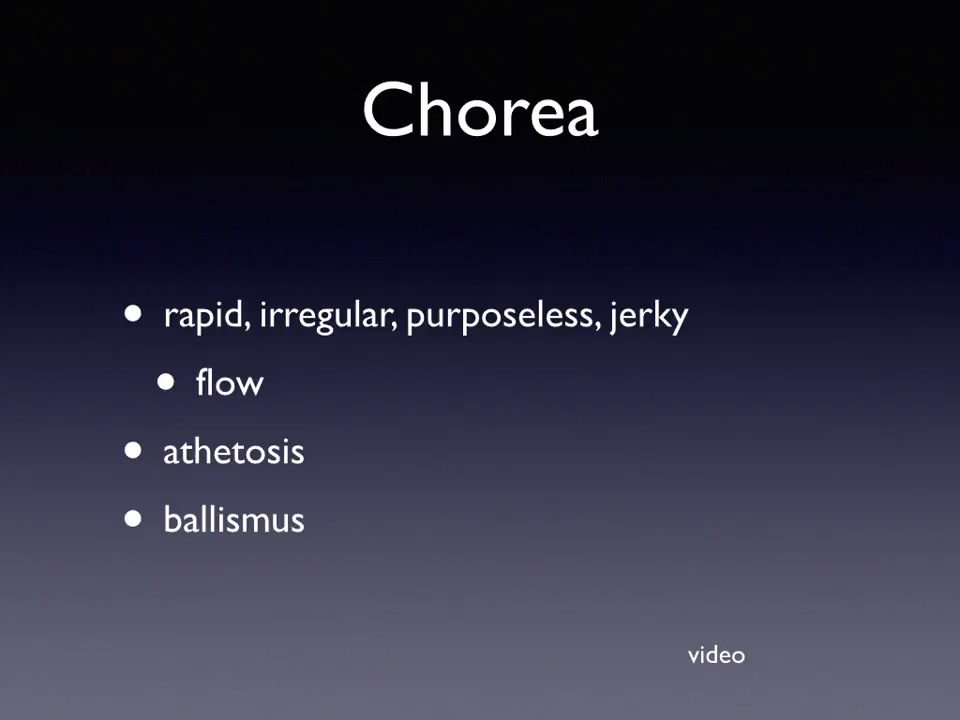 Chorea
• rapid, irregular, purposeless, jerky
• flow
• athetosis
• ballismus
video